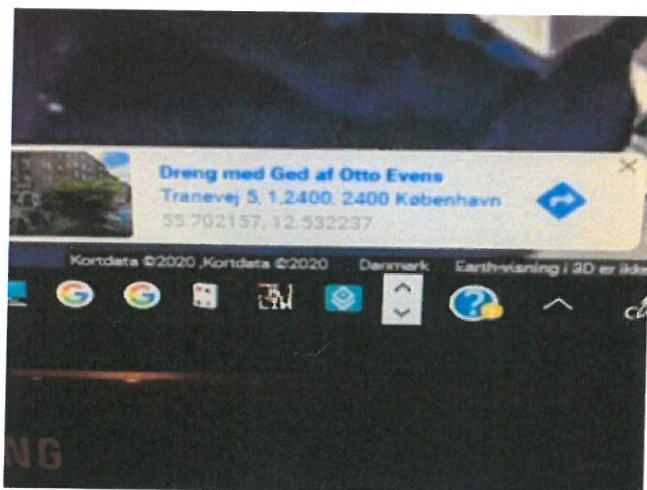 Dreng med Ged af Otto Evens
Tranevej 5, 1.2400, 2400 København
55.702157, 12.532237
Kortdata ©2020 ,Kortdata ©2020 Danmark Earth-visning i 3D er ikke
NG